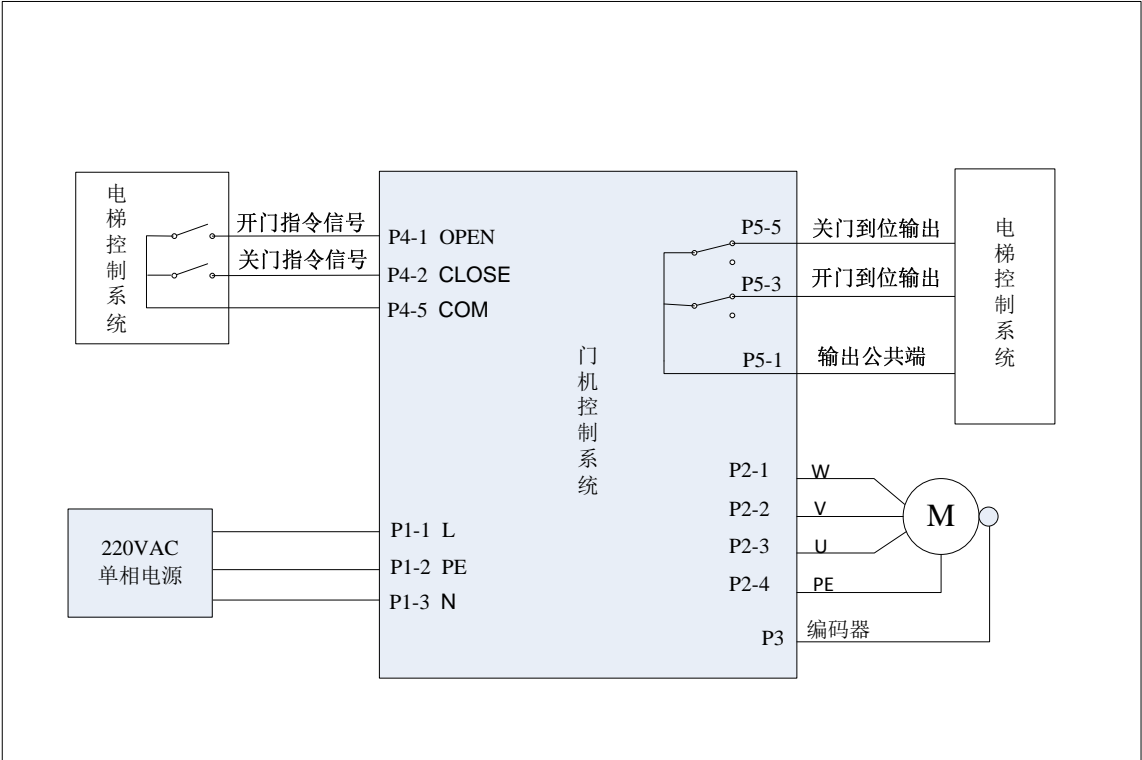 电梯控制系统
开门指令信号
关门指令信号
P4-1 OPEN
P4-2 CLOSE
P4-5 COM
门机控制系统
P5-5
关门到位输出
P5-3
开门到位输出
P5-1
输出公共端
电梯控制系统
220VAC
单相电源
P1-1 L
P1-2 PE
P1-3 N
P2-1
W
P2-2
V
P2-3
U
P2-4
PE
M
P3
编码器